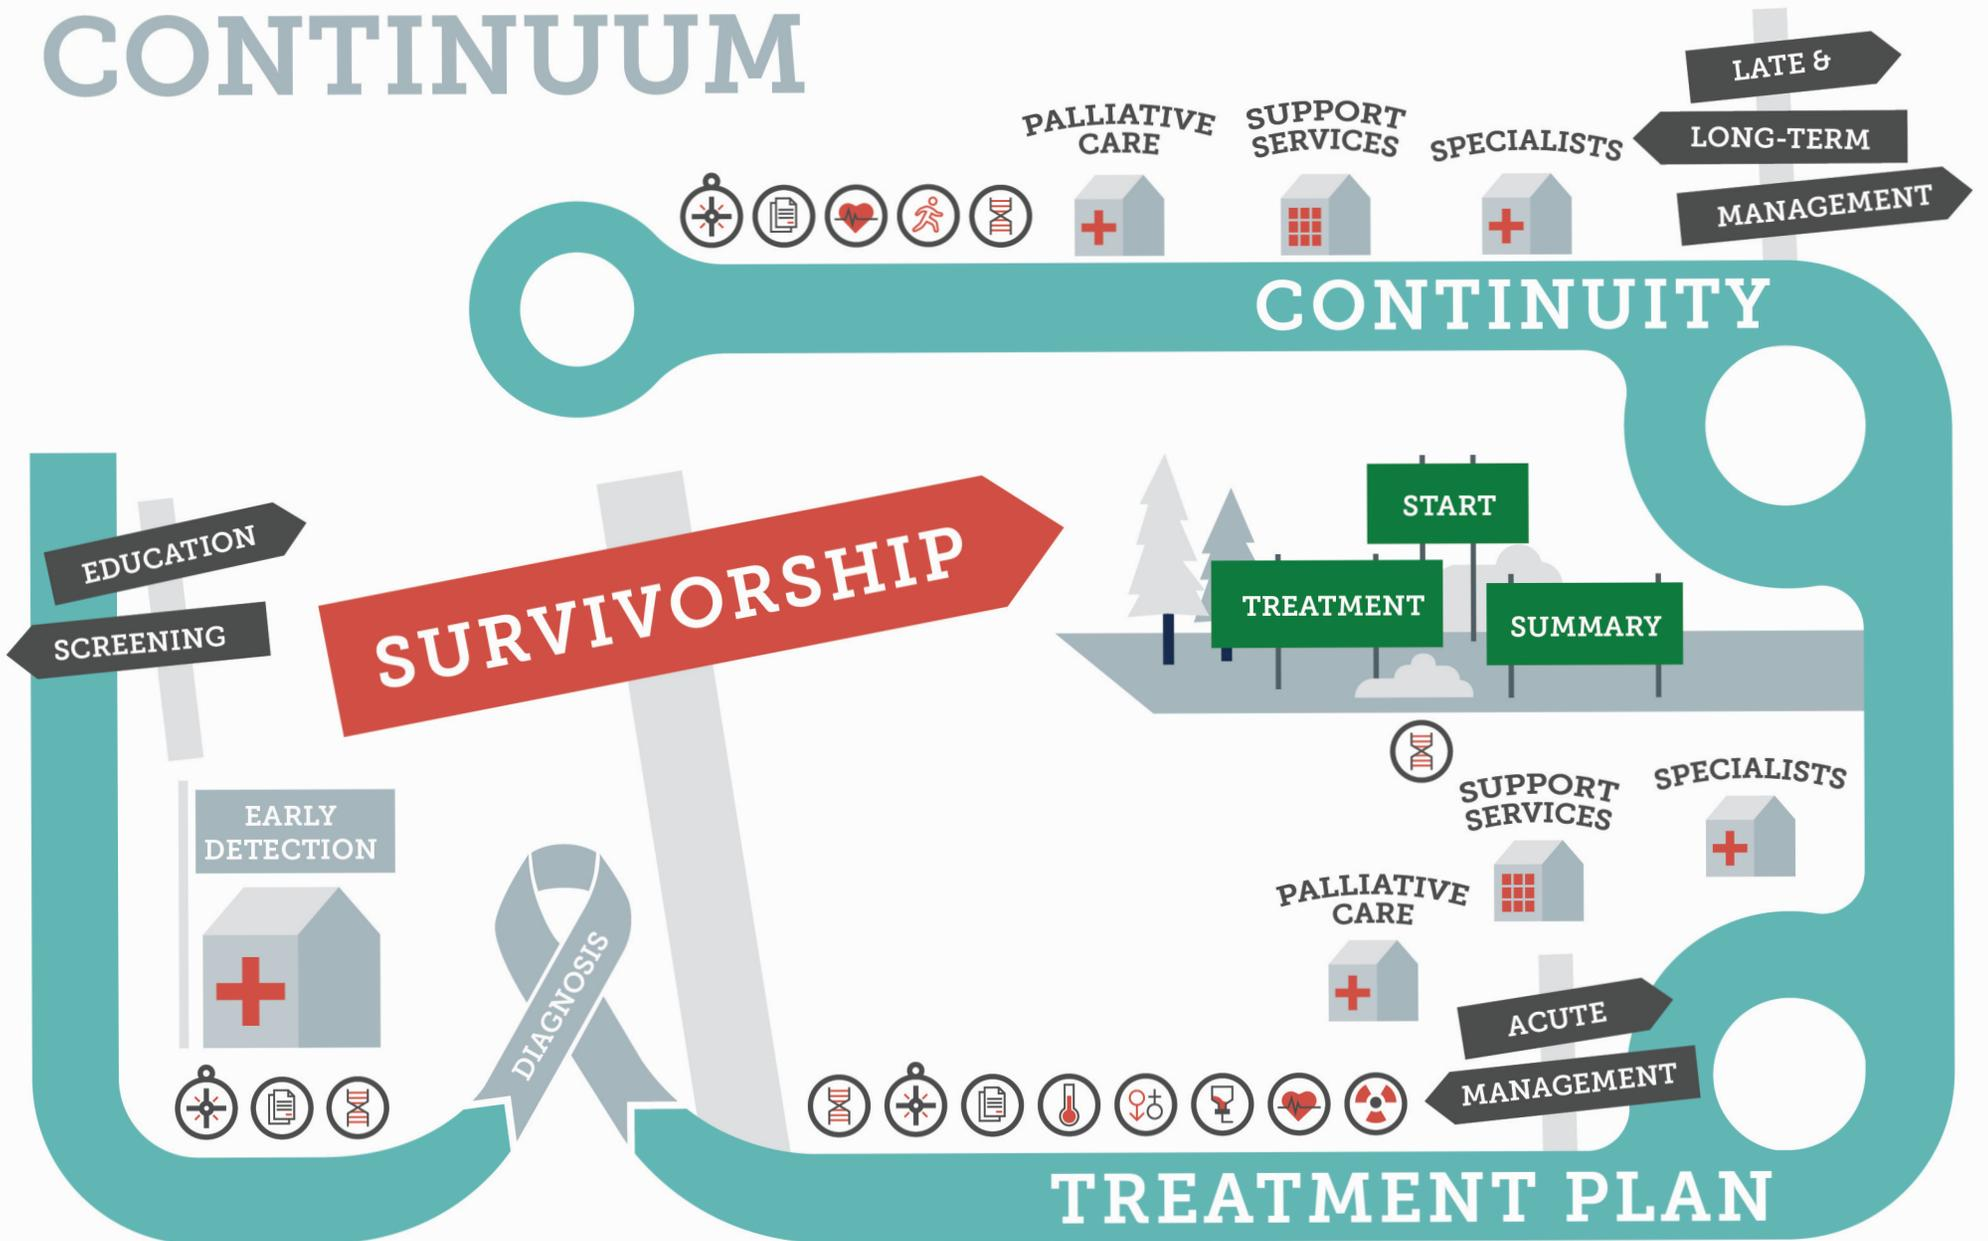 CONTINUUM
LATE &
LONG-TERM
MANAGEMENT
PALLIATIVE
CARE
SUPPORT
SERVICES
SPECIALISTS
CONTINUITY
EDUCATION
SCREENING
SURVIVORSHIP
START
TREATMENT
SUMMARY
EARLY
DETECTION
DIAGNOSIS
SPECIALISTS
SUPPORT
SERVICES
PALLIATIVE
CARE
ACUTE
MANAGEMENT
TREATMENT PLAN